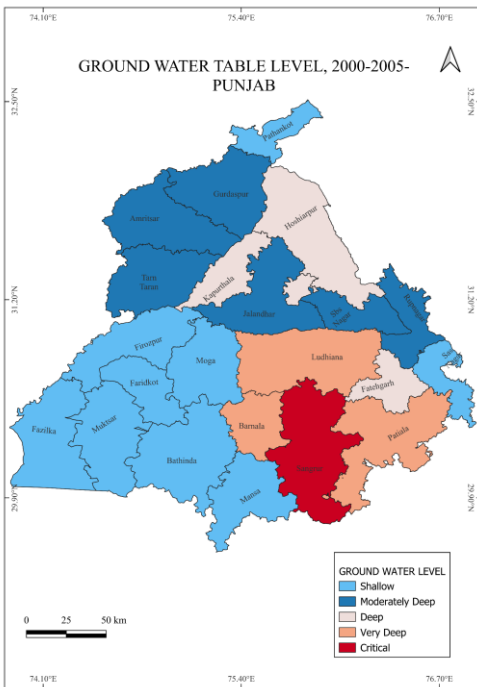 74.10°E 75.40°E 76.70°E
GROUND WATER TABLE LEVEL, 2000-2005-
PUNJAB
32.50°N
32.50°N
Pathankot
Gurdaspur
Amritsar
Hoshiarpur
Tarn
Taran
Kapurthala
31.20°N
31.20°N
Jalandhar
Nagar
Rupnagar
Firozpur
Moga
Ludhiana
Faridkot
Fatehgarh
Fazilka
Muktsar
Barnala
Patiala
Bathinda
Sangrur
Mansa
29.90°N
29.90°N
GROUND WATER LEVEL
Shallow
Moderately Deep
Deep
Very Deep
Critical
0 25 50 km
74.10°E 75.40°E 76.70°E